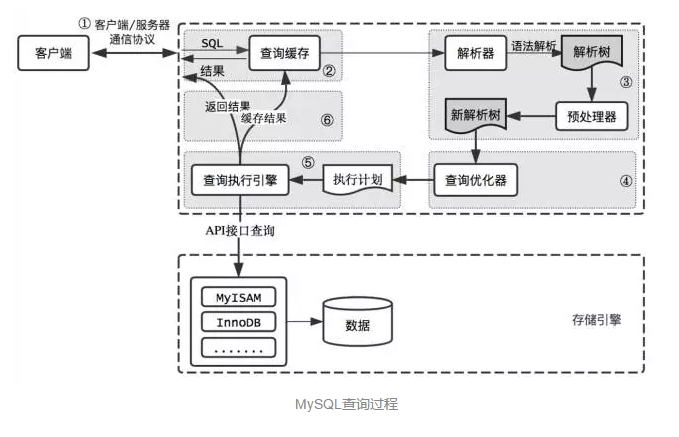 ① 客户端/服务器
通信协议
客户端
SQL
查询缓存
结果
②
解析器
语法解析
解析树
③
新解析树
预处理器
返回结果
缓存结果
⑥
⑤
查询执行引擎
执行计划
查询优化器
④
API接口查询
MyISAM
InnoDB
.......
数据
存储引擎
MySQL查询过程